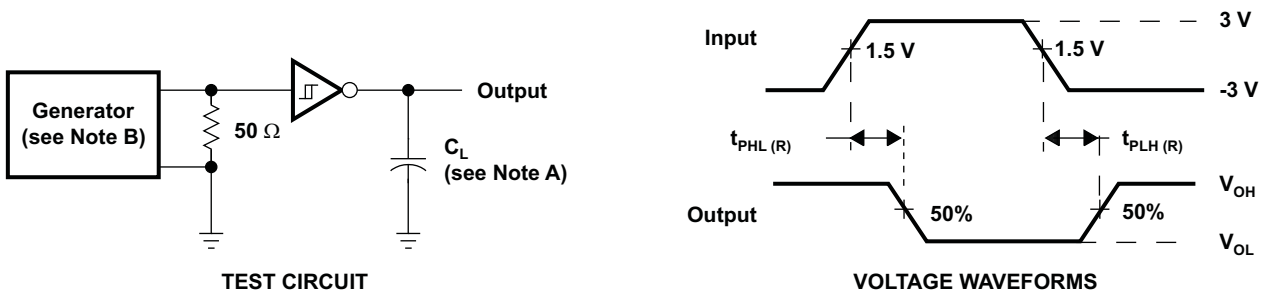 Generator
(see Note B)
50 Ω
Output
C_L
(see Note A)
TEST CIRCUIT
Input
1.5 V
1.5 V
3 V
-3 V
t_PHL (R)
t_PLH (R)
Output
50%
50%
V_OH
V_OL
VOLTAGE WAVEFORMS